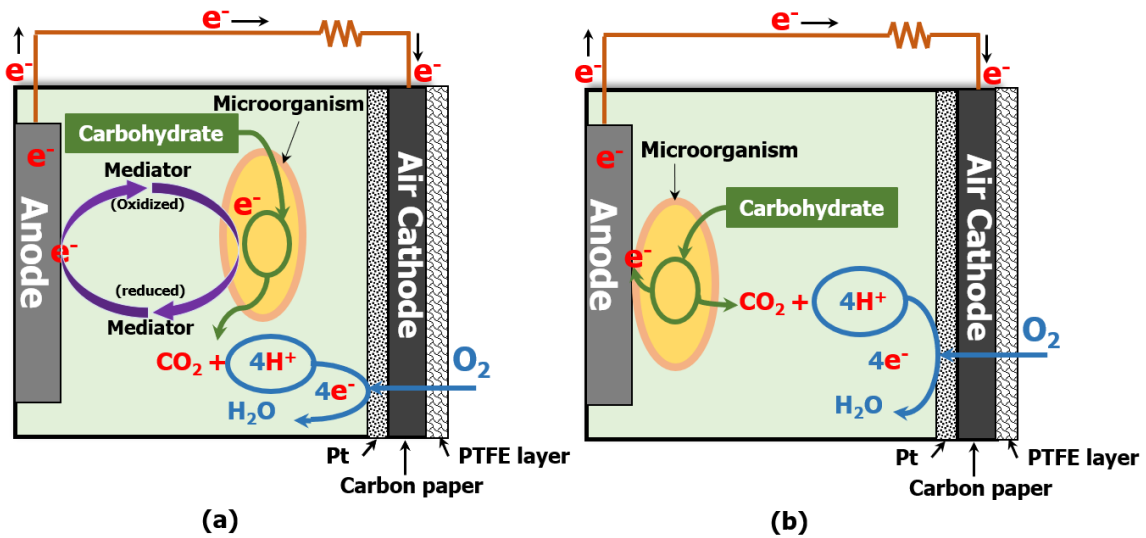 e⁻
e⁻
e⁻
Microorganism
Carbohydrate
e⁻
Mediator
(Oxidized)
e⁻
Anode
e⁻
(reduced)
Mediator
CO₂ + 4H⁺
4e⁻
H₂O
O₂
Air Cathode
Pt
PTFE layer
Carbon paper
(a)
e⁻
e⁻
e⁻
e⁻
Microorganism
Carbohydrate
Anode
e⁻
CO₂ + 4H⁺
4e⁻
H₂O
O₂
Air Cathode
Pt
PTFE layer
Carbon paper
(b)